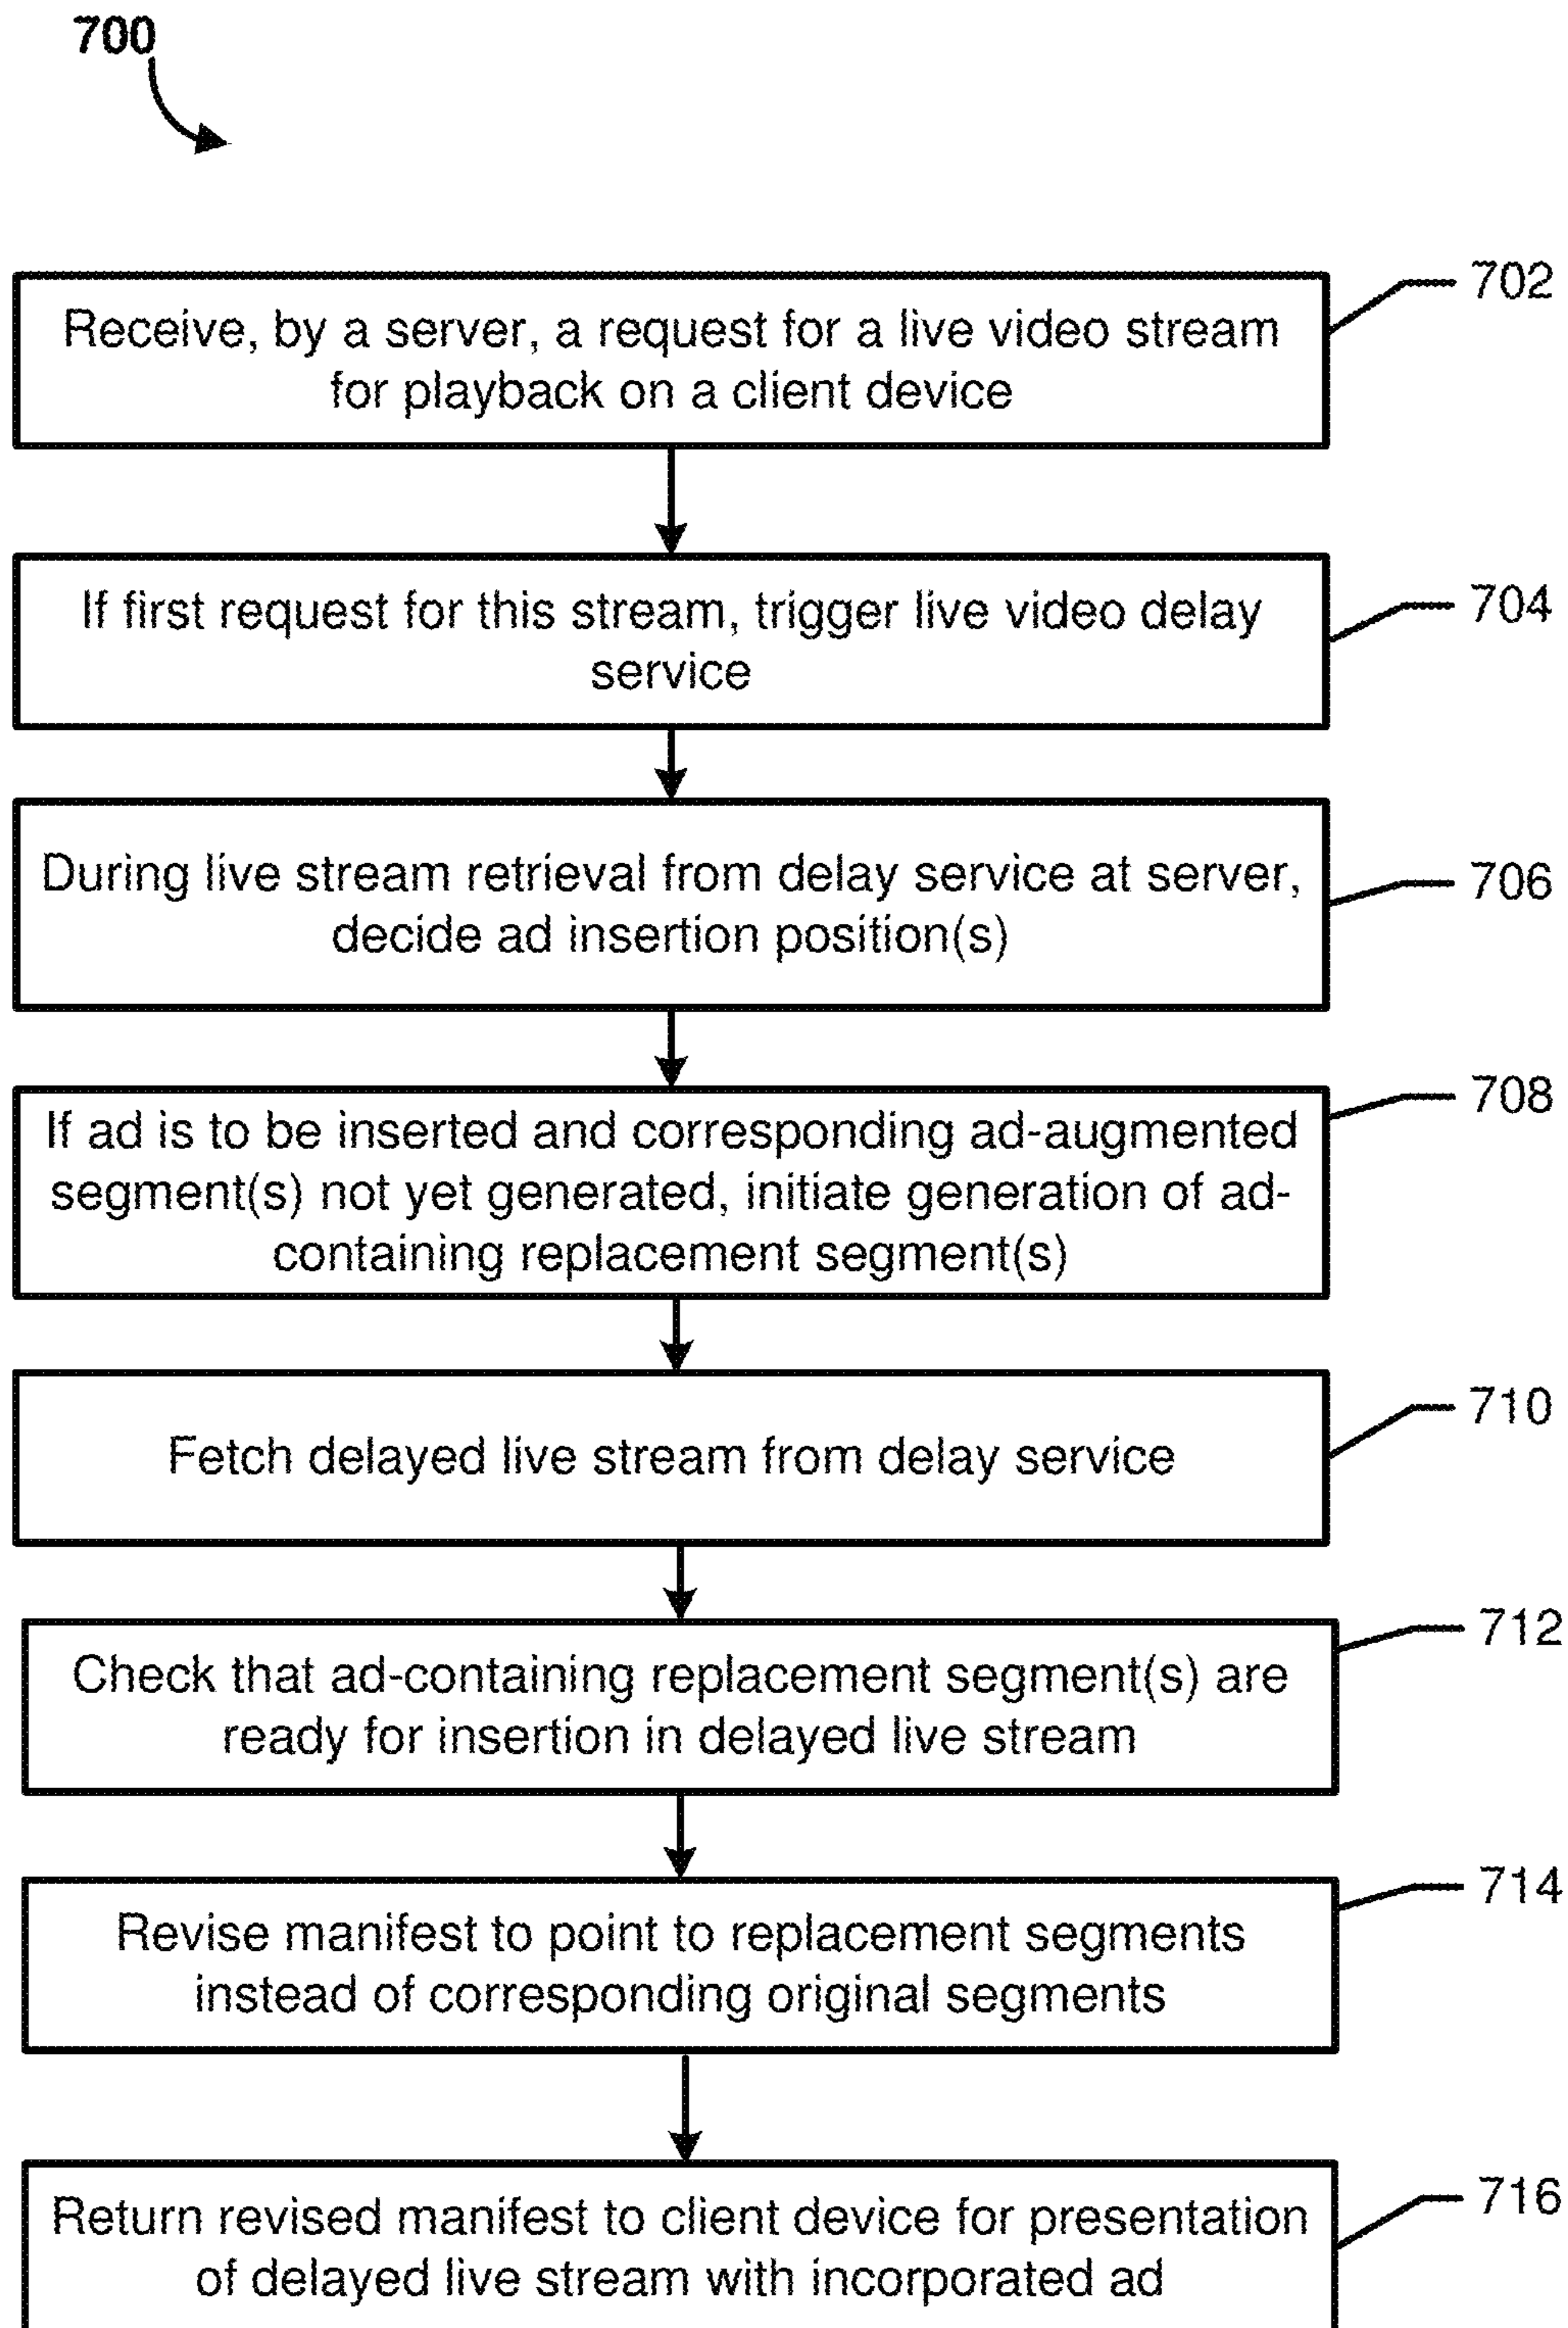 700
702
Receive, by a server, a request for a live video stream
for playback on a client device
704
If first request for this stream, trigger live video delay
service
706
During live stream retrieval from delay service at server,
decide ad insertion position(s)
708
If ad is to be inserted and corresponding ad-augmented
segment(s) not yet generated, initiate generation of ad-
containing replacement segment(s)
710
Fetch delayed live stream from delay service
712
Check that ad-containing replacement segment(s) are
ready for insertion in delayed live stream
714
Revise manifest to point to replacement segments
instead of corresponding original segments
716
Return revised manifest to client device for presentation
of delayed live stream with incorporated ad